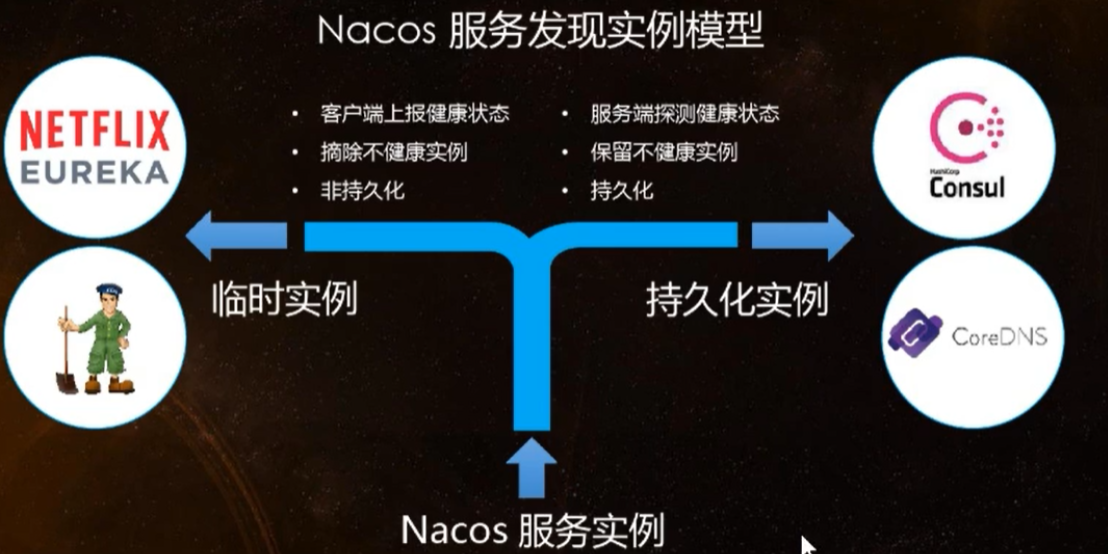 Nacos 服务发现实例模型
NETFLIX
EUREKA
• 客户端上报健康状态
• 摘除不健康实例
• 非持久化
• 服务端探测健康状态
• 保留不健康实例
• 持久化
HashiCorp
Consul
临时实例
持久化实例
CoreDNS
Nacos 服务实例